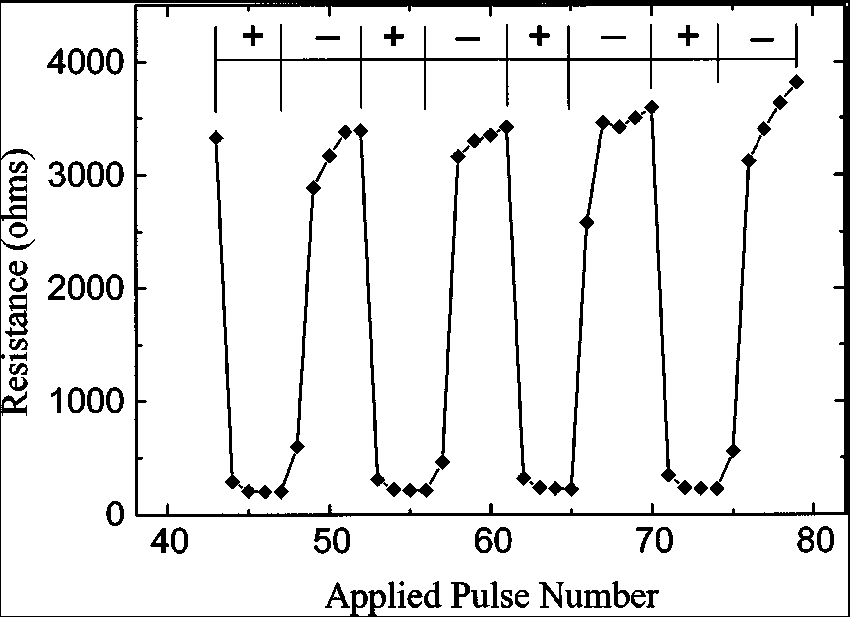 + − + − + − + −
4000
3000
2000
1000
0
40 50 60 70 80
Resistance (ohms)
Applied Pulse Number